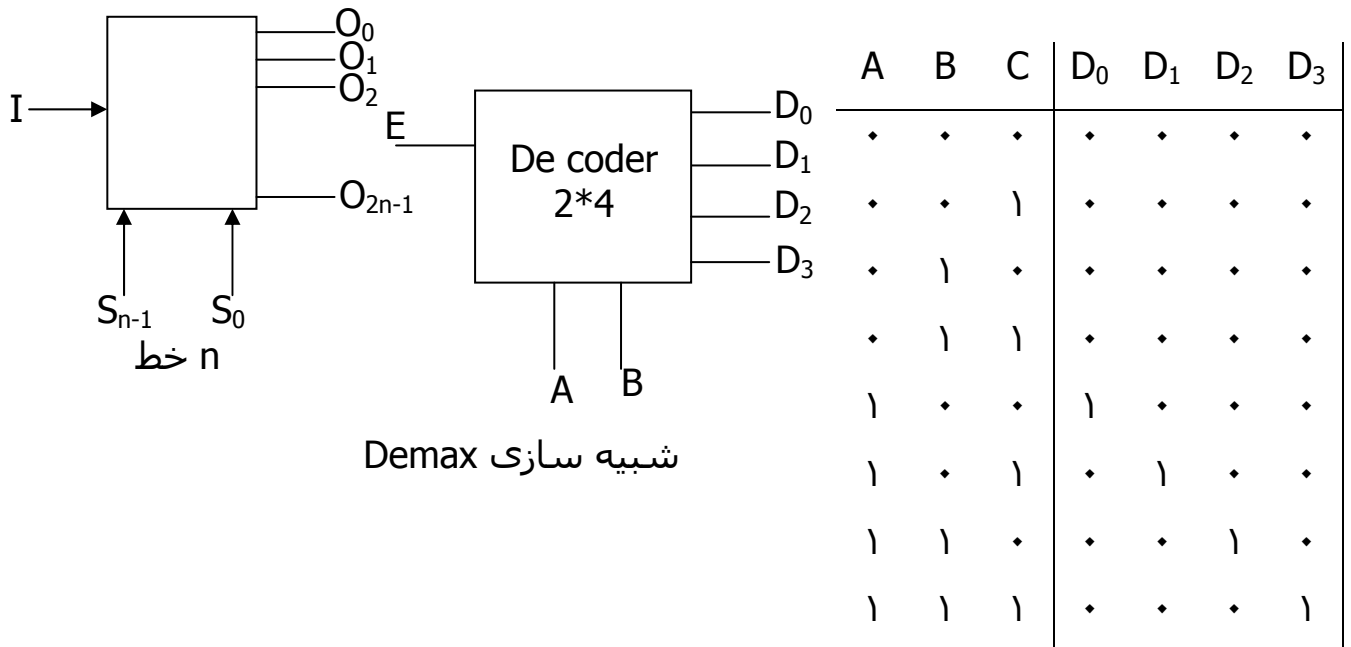 I
O₀
O₁
O₂
O₂ₙ₋₁
Sₙ₋₁ S₀
n خط
E
De coder
2*4
D₀
D₁
D₂
D₃
A B
شبیه سازی Demax
A B C D₀ D₁ D₂ D₃
۰ ۰ ۰ ۰ ۰ ۰ ۰
۰ ۰ ۱ ۰ ۰ ۰ ۰
۰ ۱ ۰ ۰ ۰ ۰ ۰
۰ ۱ ۱ ۰ ۰ ۰ ۰
۱ ۰ ۰ ۱ ۰ ۰ ۰
۱ ۰ ۱ ۰ ۱ ۰ ۰
۱ ۱ ۰ ۰ ۰ ۱ ۰
۱ ۱ ۱ ۰ ۰ ۰ ۱